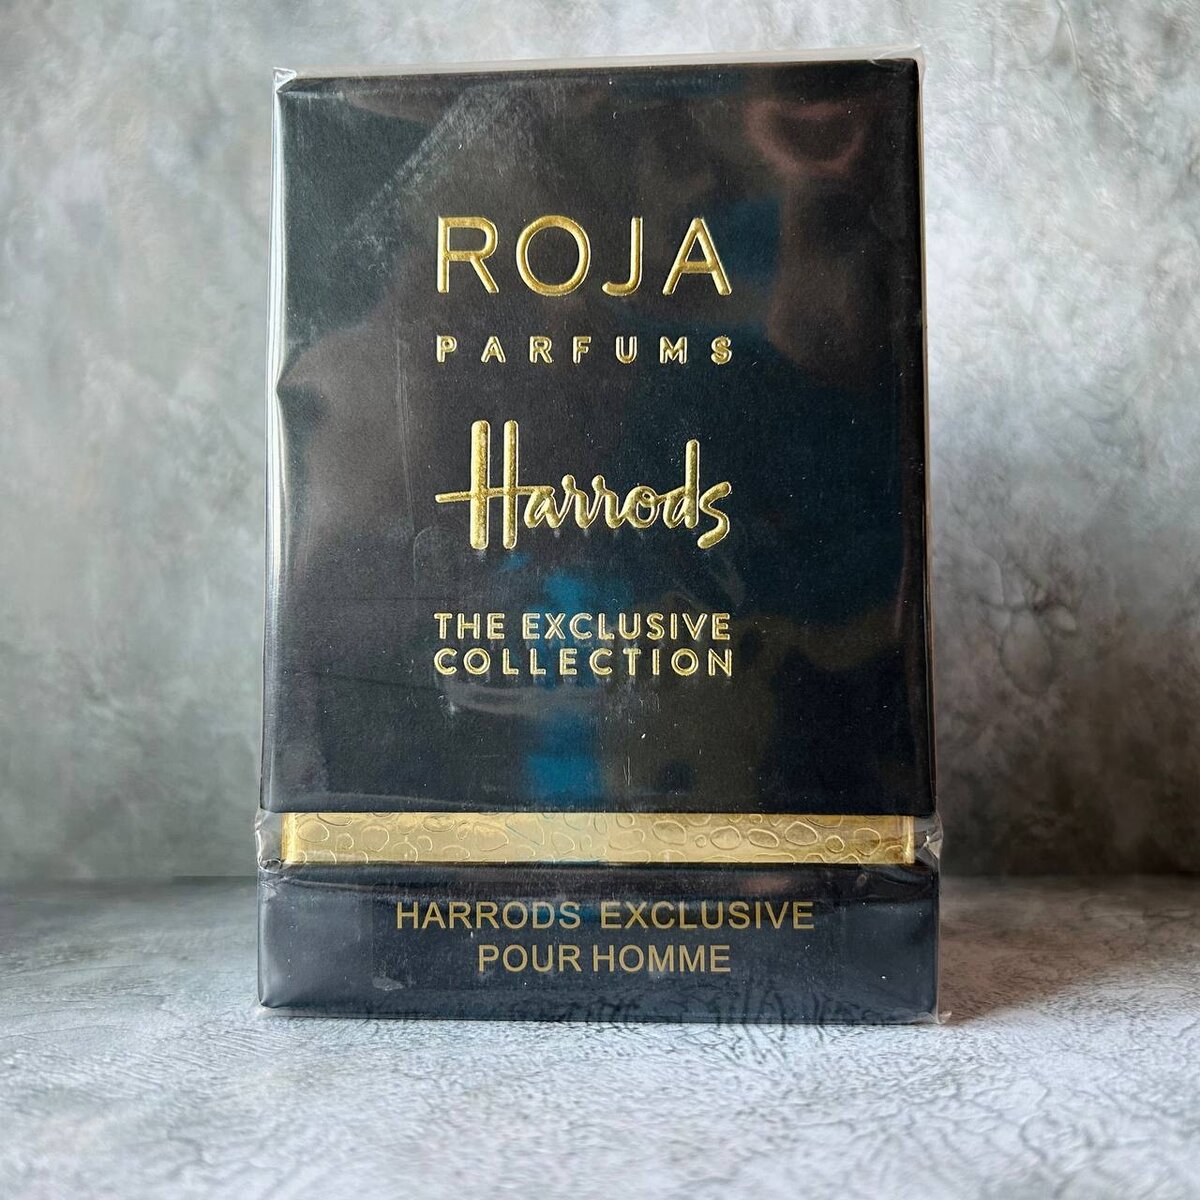 ROJA
PARFUMS
Harrods
THE EXCLUSIVE
COLLECTION
HARRODS EXCLUSIVE
POUR HOMME